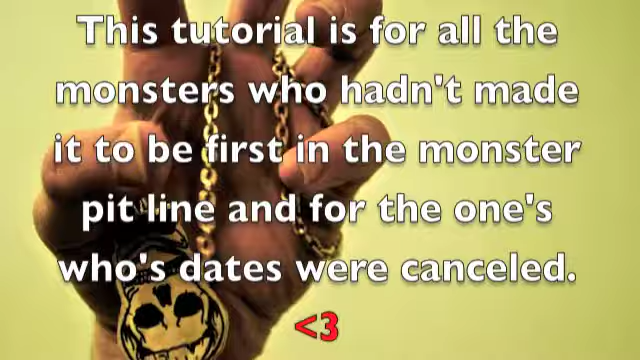 This tutorial is for all the
monsters who hadn't made
it to be first in the monster
pit line and for the one's
who's dates were canceled.
<3